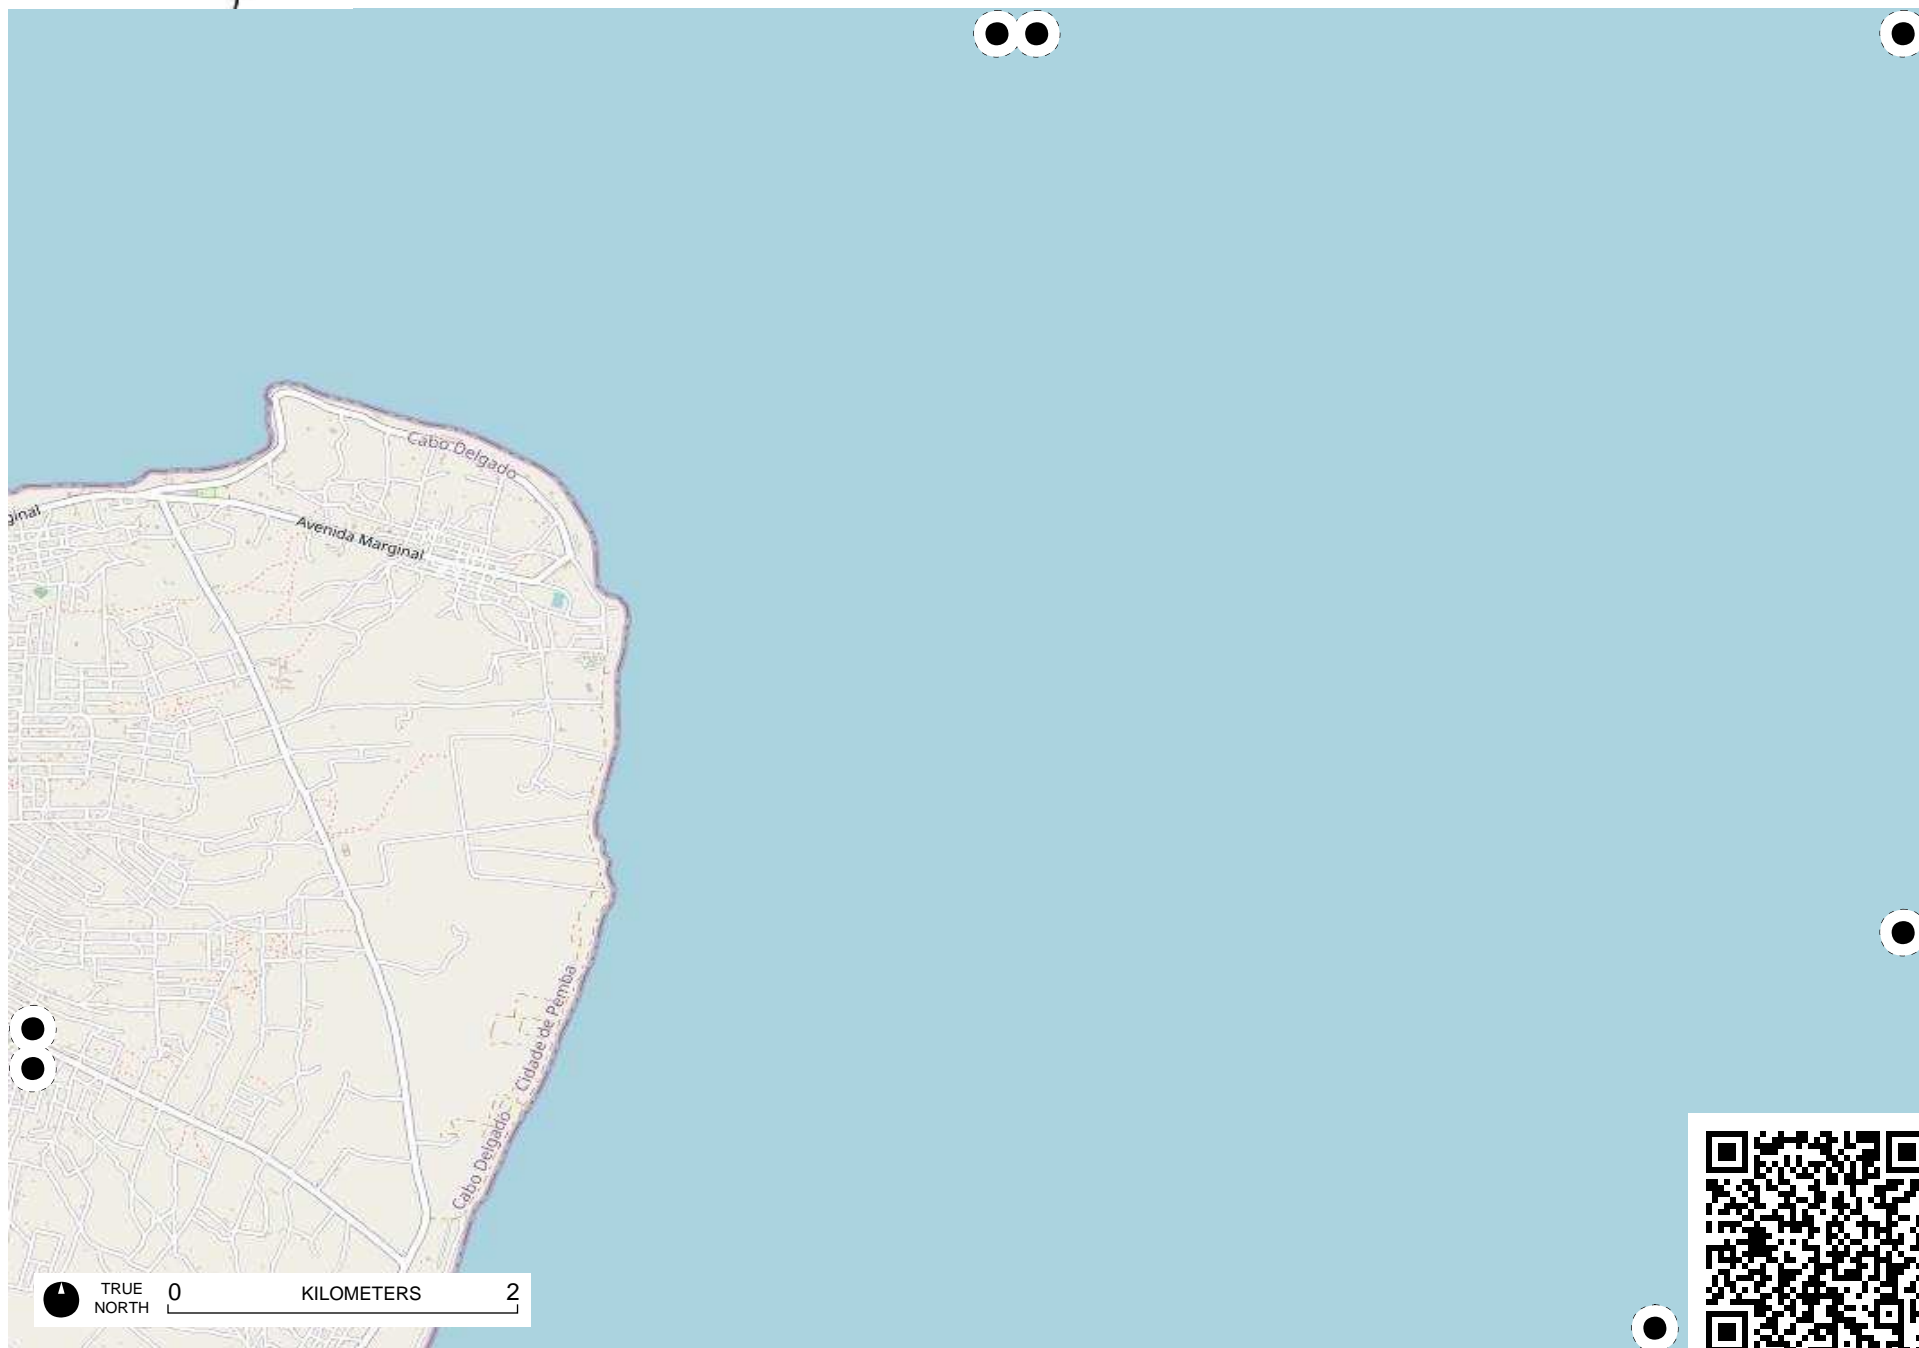 Cabo Delgado
ginal
Avenida Marginal
Cidade de Pemba
Cabo Delgado
TRUE
NORTH
0 KILOMETERS 2